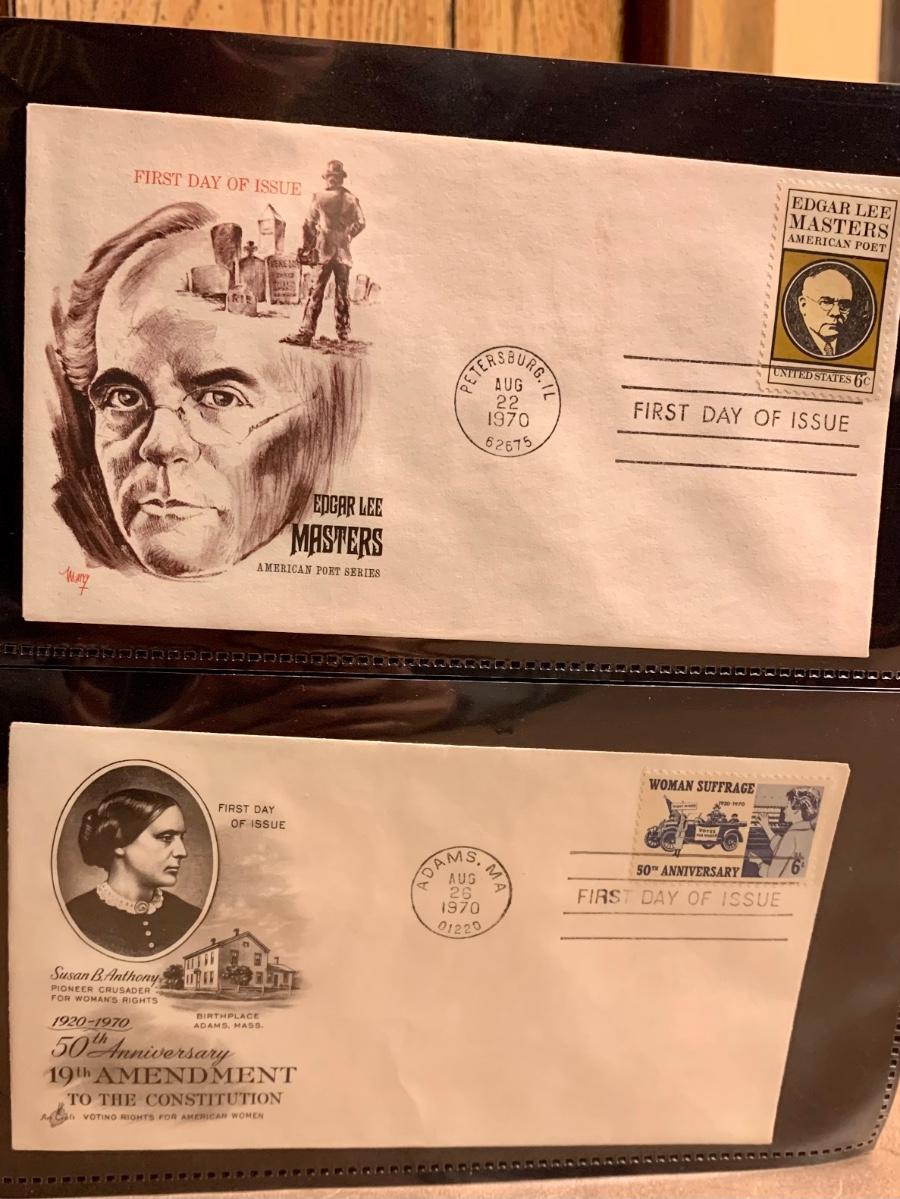 FIRST DAY OF ISSUE
EDGAR LEE
MASTERS
AMERICAN POET SERIES
PETERSBURG, IL
AUG
22
1970
62675
EDGAR LEE
MASTERS
AMERICAN POET
UNITED STATES 6c
FIRST DAY OF ISSUE
FIRST DAY
OF ISSUE
Susan B. Anthony
PIONEER CRUSADER
FOR WOMAN'S RIGHTS
BIRTHPLACE
ADAMS, MASS.
1920-1970
50th Anniversary
19th AMENDMENT
TO THE CONSTITUTION
VOTING RIGHTS FOR AMERICAN WOMEN
ADAMS, MA
AUG
26
1970
01220
WOMAN SUFFRAGE
1920-1970
VOTES
FOR WOMEN
50TH ANNIVERSARY
6c
FIRST DAY OF ISSUE